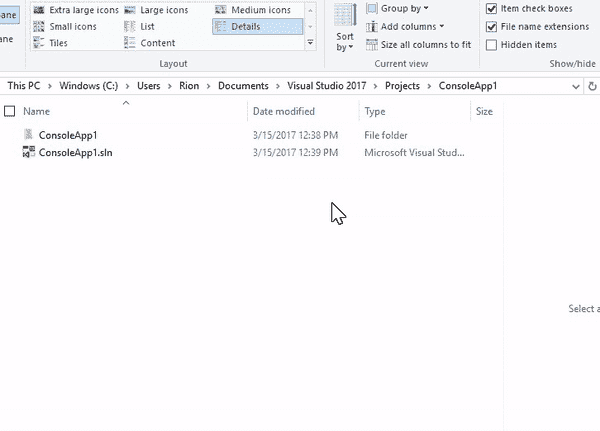 ane
ane
Extra large icons
Large icons
Medium icons
Small icons
List
Details
Tiles
Content
Layout
Sort by
Group by
Add columns
Size all columns to fit
Current view
Item check boxes
File name extensions
Hidden items
Show/hide
This PC > Windows (C:) > Users > Rion > Documents > Visual Studio 2017 > Projects > ConsoleApp1
Name Date modified Type Size
ConsoleApp1 3/15/2017 12:38 PM File folder
ConsoleApp1.sln 3/15/2017 12:39 PM Microsoft Visual Stud...
Select a